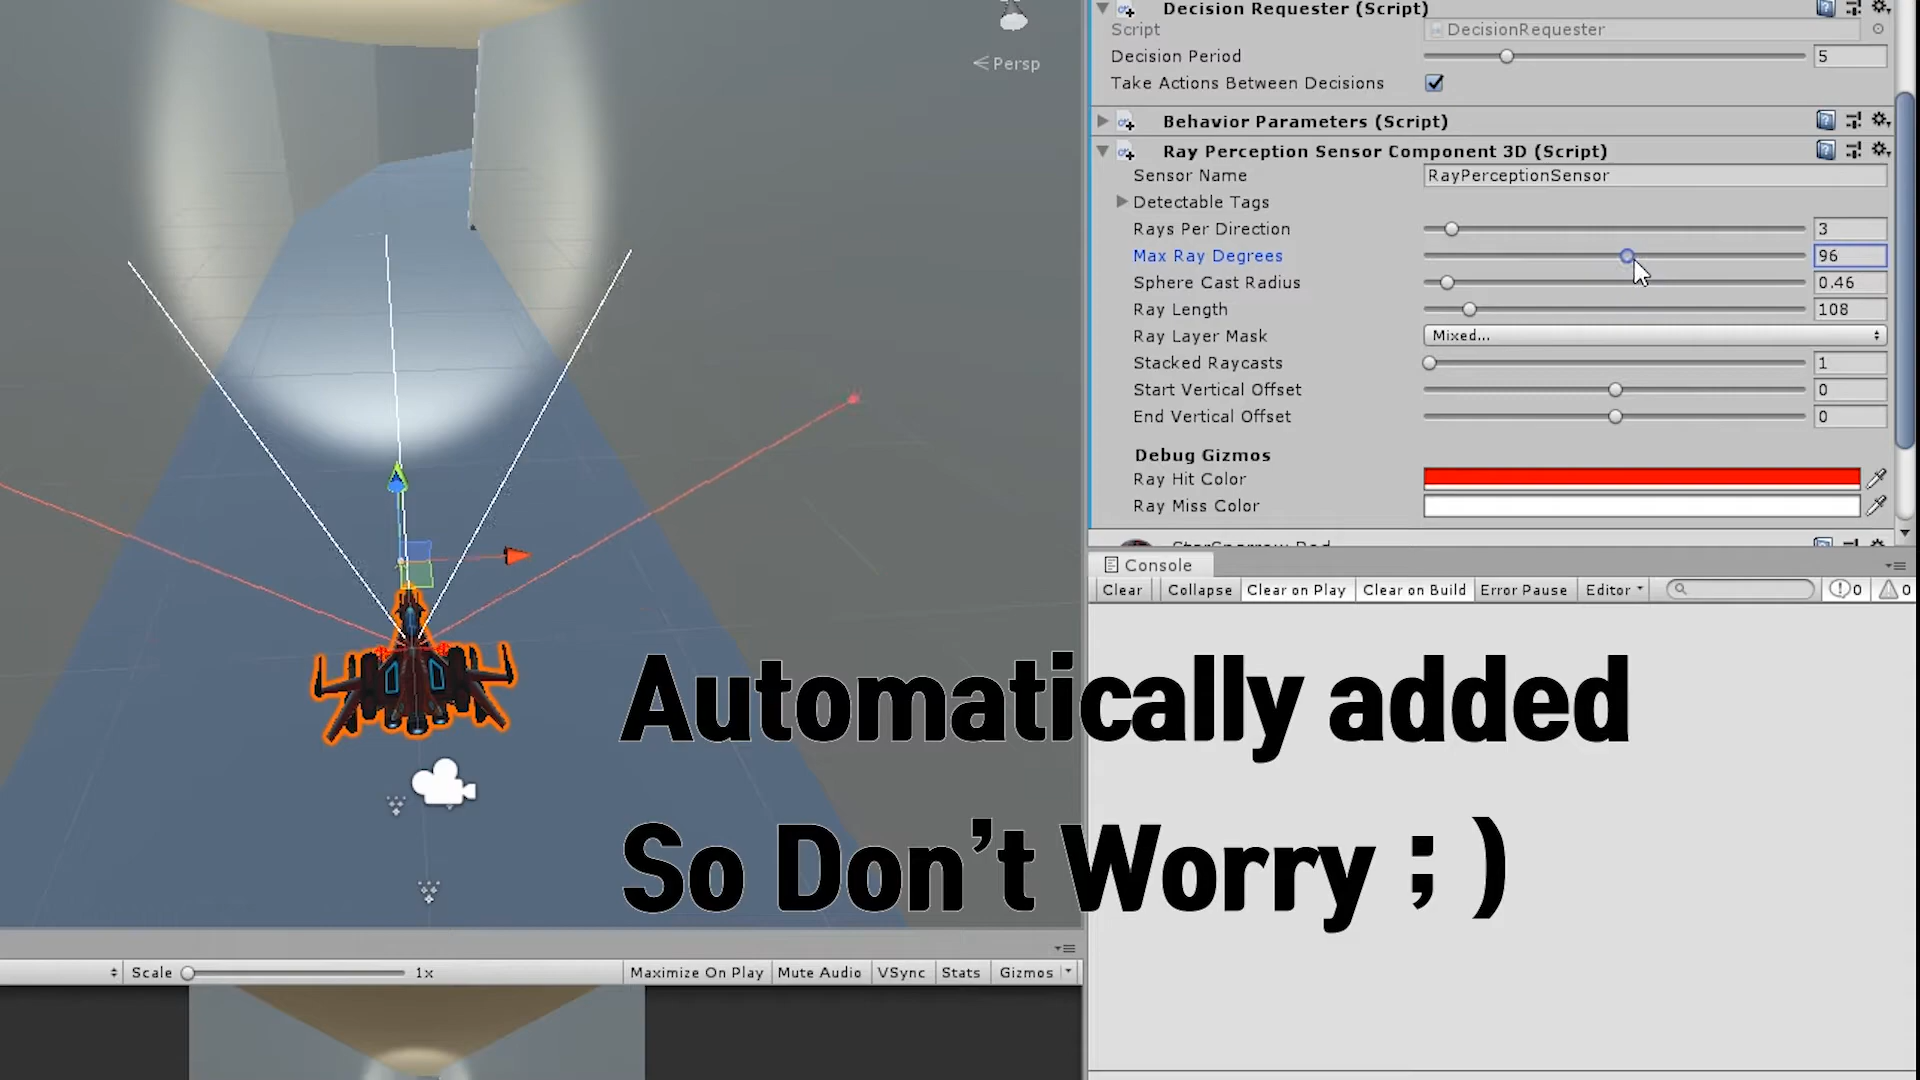 Decision Requester (Script)
Script DecisionRequester
Decision Period 5
Take Actions Between Decisions
Behavior Parameters (Script)
Ray Perception Sensor Component 3D (Script)
Sensor Name RayPerceptionSensor
Detectable Tags
Rays Per Direction 3
Max Ray Degrees 96
Sphere Cast Radius 0.46
Ray Length 108
Ray Layer Mask Mixed...
Stacked Raycasts 1
Start Vertical Offset 0
End Vertical Offset 0
Debug Gizmos
Ray Hit Color
Ray Miss Color
Persp
Console
Clear Collapse Clear on Play Clear on Build Error Pause Editor 0 0
Automatically added
So Don't Worry ; )
Scale 1x Maximize On Play Mute Audio VSync Stats Gizmos